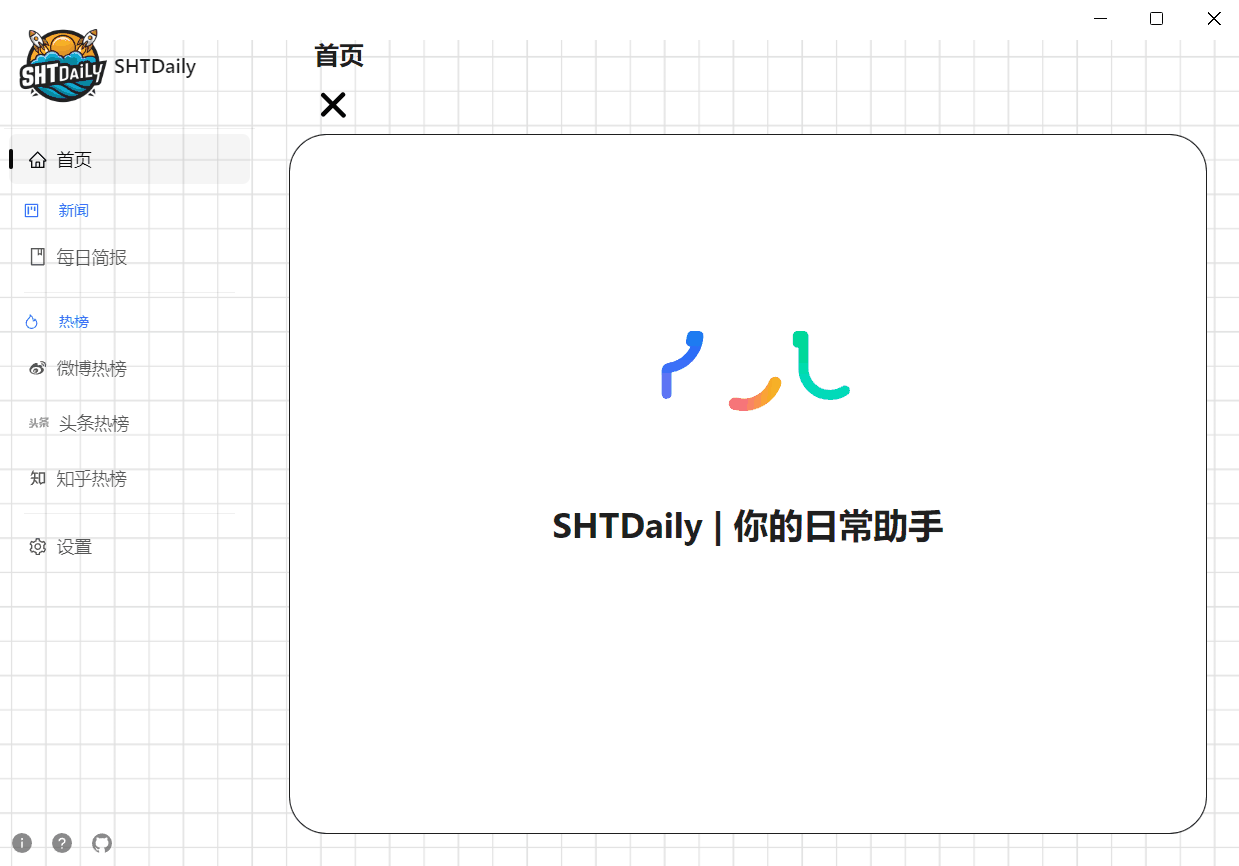 SHTDAILY
SHTDaily
首页
首页
新闻
每日简报
热榜
微博热榜
头条 头条热榜
知 知乎热榜
设置
SHTDaily | 你的日常助手